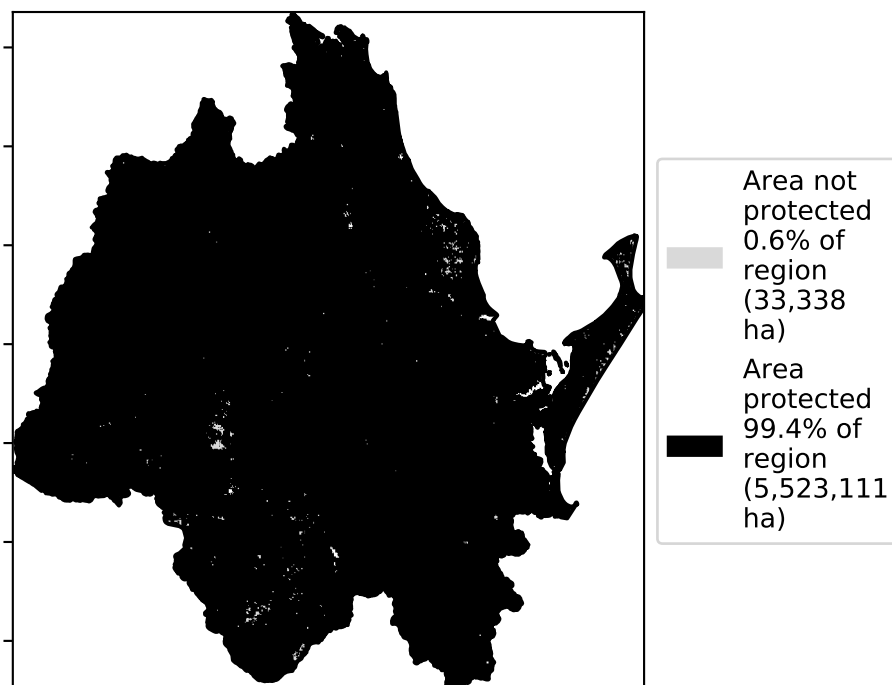 Area not
protected
0.6% of
region
(33,338
ha)
Area
protected
99.4% of
region
(5,523,111
ha)